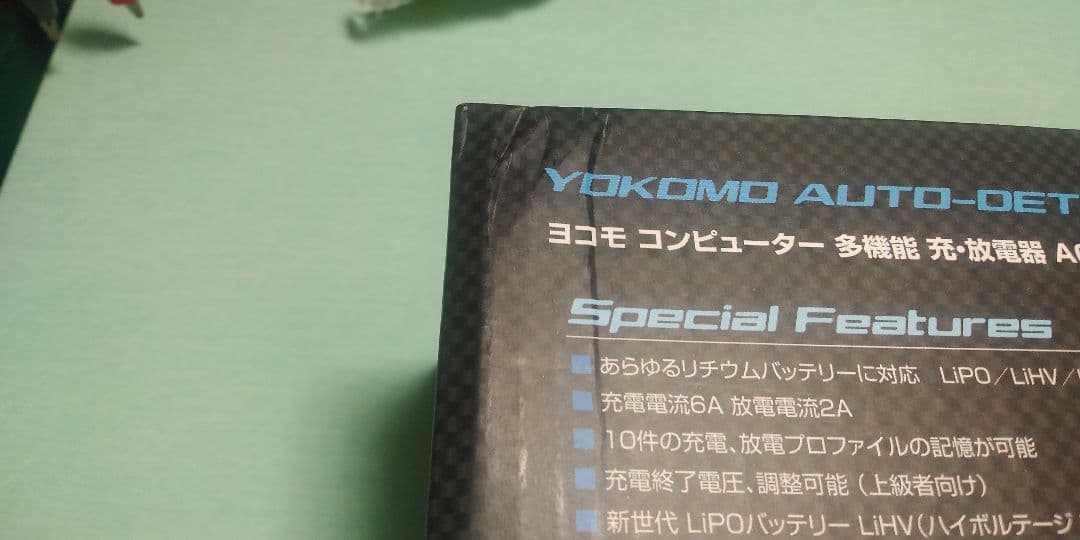 YOKOMO AUTO-DET
ヨコモ コンピューター 多機能 充・放電器 A
Special Features
■ あらゆるリチウムバッテリーに対応 LiPO／LiHV／
■ 充電電流6A 放電電流2A
■ 10件の充電、放電プロファイルの記憶が可能
■ 充電終了電圧、調整可能（上級者向け）
■ 新世代 LiPOバッテリー LiHV（ハイボルテージ